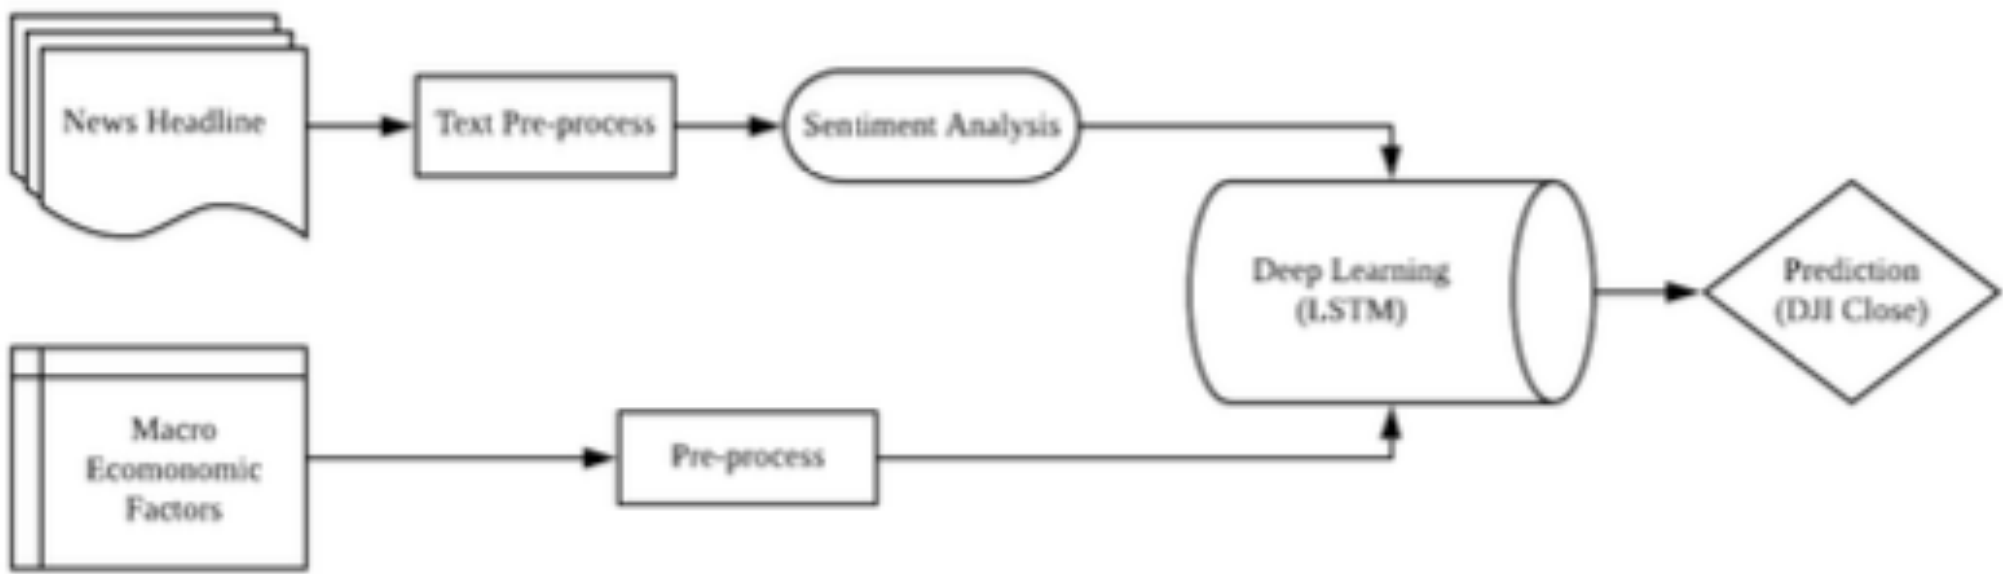 News Headline
Text Pre-process
Sentiment Analysis
Deep Learning
(LSTM)
Prediction
(DJI Close)
Macro
Ecomonomic
Factors
Pre-process